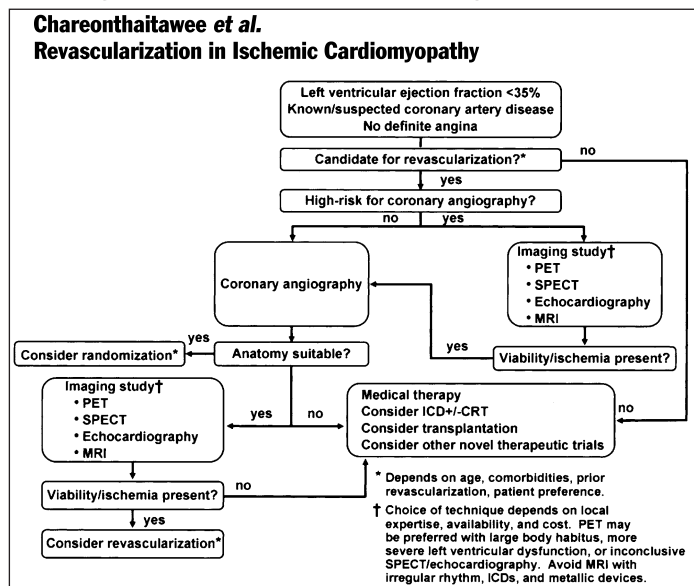 Chareonthaitawee et al.
Revascularization in Ischemic Cardiomyopathy
Left ventricular ejection fraction <35%
Known/suspected coronary artery disease
No definite angina
Candidate for revascularization?*
no
yes
High-risk for coronary angiography?
no
yes
Coronary angiography
Imaging study†
• PET
• SPECT
• Echocardiography
• MRI
yes
Viability/ischemia present?
yes
Consider randomization*
Anatomy suitable?
Imaging study†
• PET
• SPECT
• Echocardiography
• MRI
yes
no
Medical therapy
Consider ICD+/-CRT
Consider transplantation
Consider other novel therapeutic trials
no
Viability/ischemia present?
no
yes
Consider revascularization*
* Depends on age, comorbidities, prior
revascularization, patient preference.
† Choice of technique depends on local
expertise, availability, and cost. PET may
be preferred with large body habitus, more
severe left ventricular dysfunction, or inconclusive
SPECT/echocardiography. Avoid MRI with
irregular rhythm, ICDs, and metallic devices.